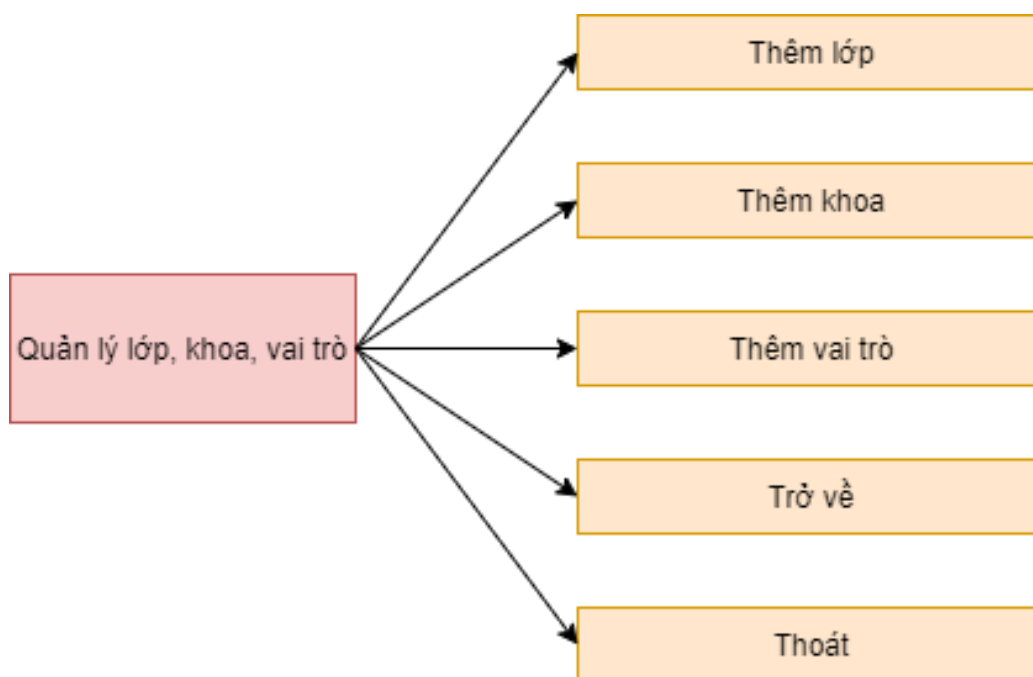 Thêm lớp
Thêm khoa
Quản lý lớp, khoa, vai trò
Thêm vai trò
Trở về
Thoát